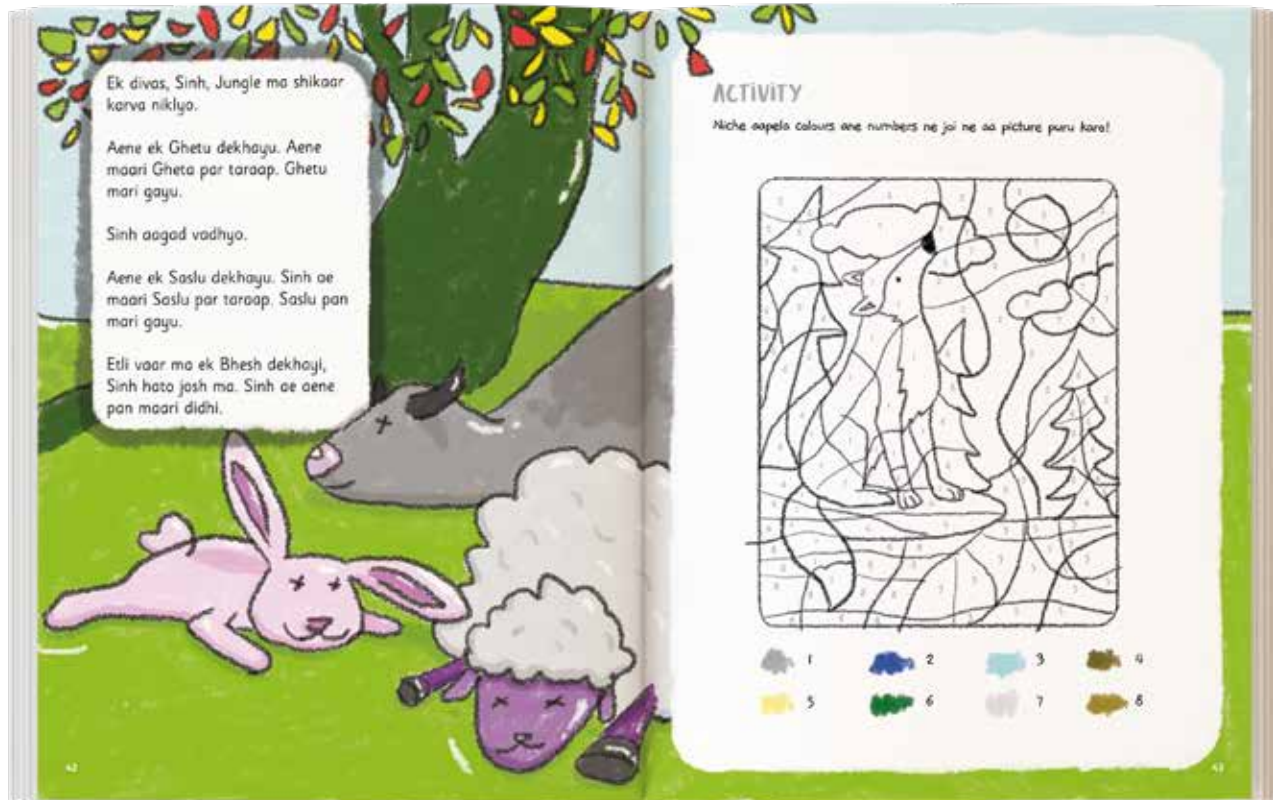 Ek divas, Sinh, Jungle ma shikaar
karva niklyo.
Aene ek Ghetu dekhayu. Aene
maari Gheta par taraap. Ghetu
mari gayu.
Sinh aagad vadhyo.
Aene ek Saslu dekhayu. Sinh ae
maari Saslu par taraap. Saslu pan
mari gayu.
Etli vaar ma ek Bhesh dekhayi,
Sinh hato josh ma. Sinh ae aene
pan maari didhi.
42
ACTIVITY
Niche aapela colours ane numbers ne joi ne aa picture puru karo!
1 2 3 4
5 6 7 8
43